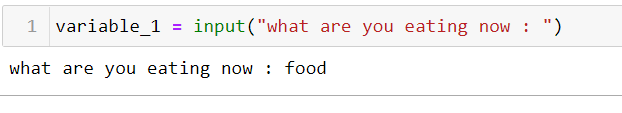 1 variable_1 = input("what are you eating now : ")
what are you eating now : food